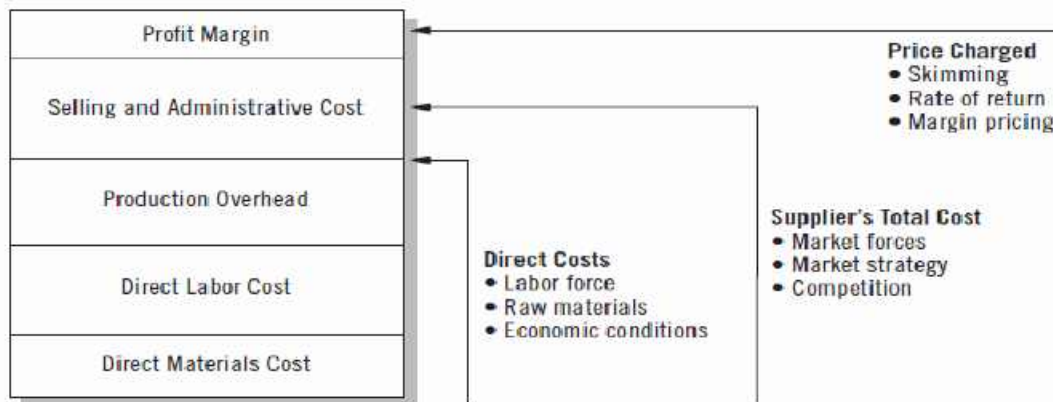 Profit Margin
Selling and Administrative Cost
Production Overhead
Direct Labor Cost
Direct Materials Cost
Direct Costs
• Labor force
• Raw materials
• Economic conditions
Supplier's Total Cost
• Market forces
• Market strategy
• Competition
Price Charged
• Skimming
• Rate of return
• Margin pricing